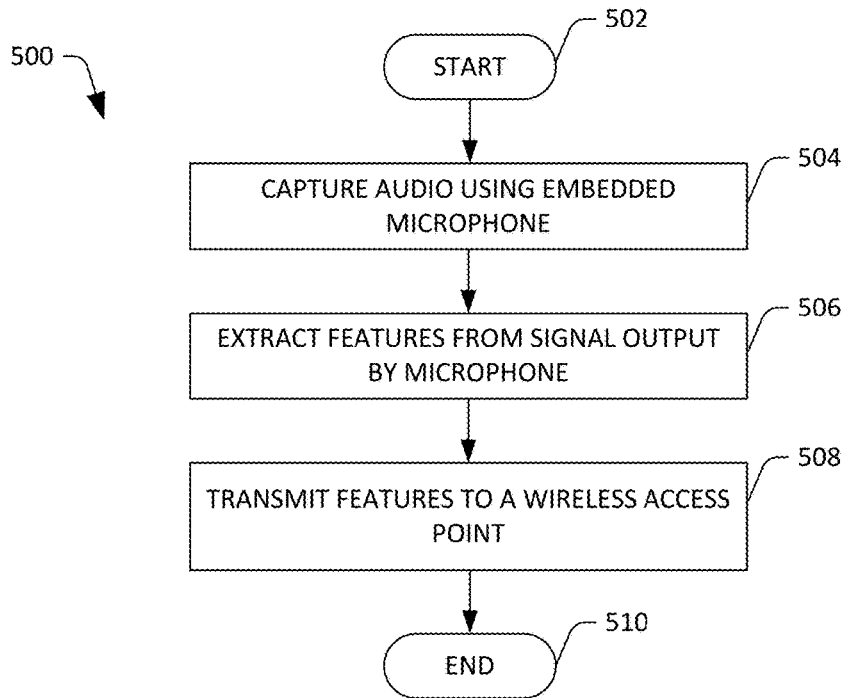 502
500
START
504
CAPTURE AUDIO USING EMBEDDED
MICROPHONE
506
EXTRACT FEATURES FROM SIGNAL OUTPUT
BY MICROPHONE
508
TRANSMIT FEATURES TO A WIRELESS ACCESS
POINT
510
END